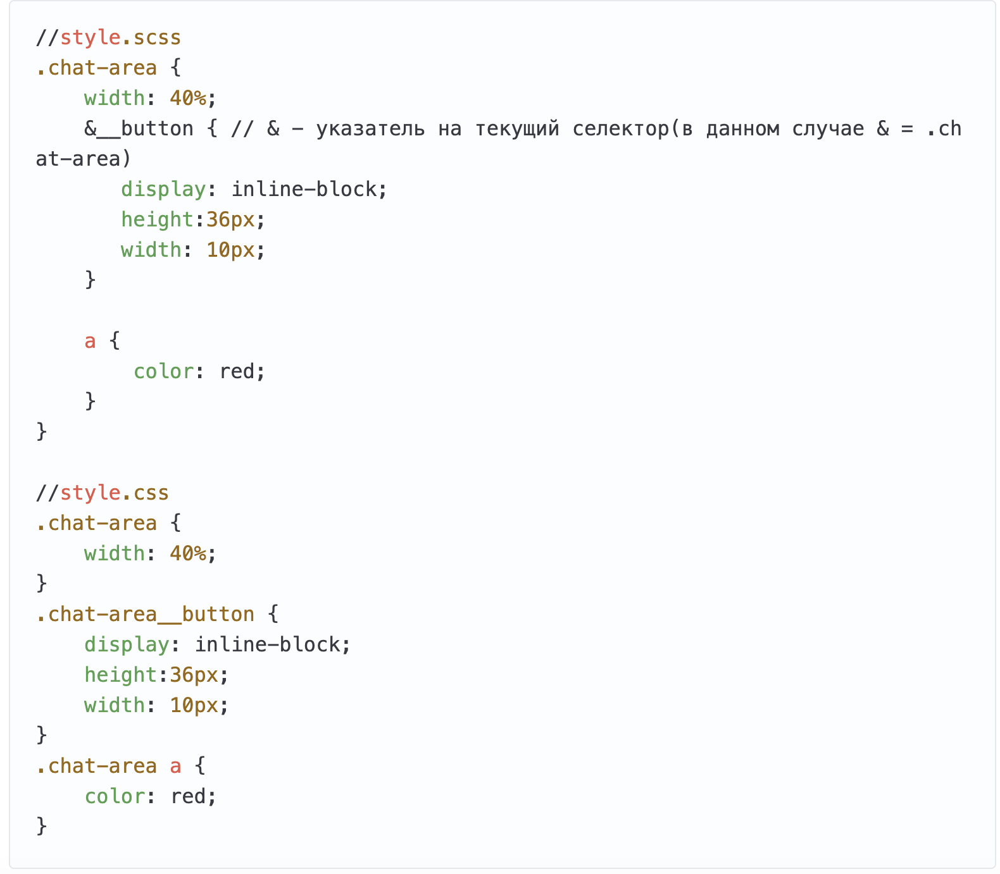 //style.scss
.chat-area {
    width: 40%;
    &__button { // & - указатель на текущий селектор(в данном случае & = .ch
at-area)
       display: inline-block;
       height:36px;
       width: 10px;
    }

    a {
        color: red;
    }
}

//style.css
.chat-area {
    width: 40%;
}
.chat-area__button {
    display: inline-block;
    height:36px;
    width: 10px;
}
.chat-area a {
    color: red;
}